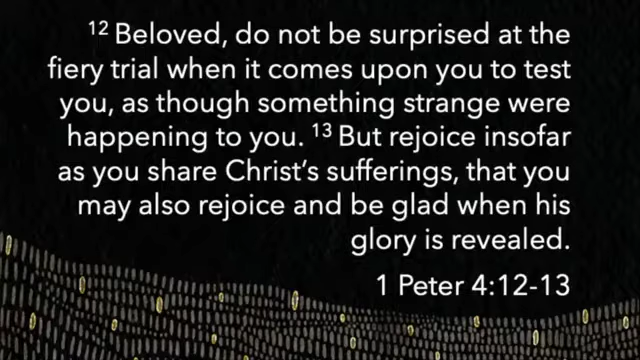 12 Beloved, do not be surprised at the
fiery trial when it comes upon you to test
you, as though something strange were
happening to you. 13 But rejoice insofar
as you share Christ’s sufferings, that you
may also rejoice and be glad when his
glory is revealed.
1 Peter 4:12-13